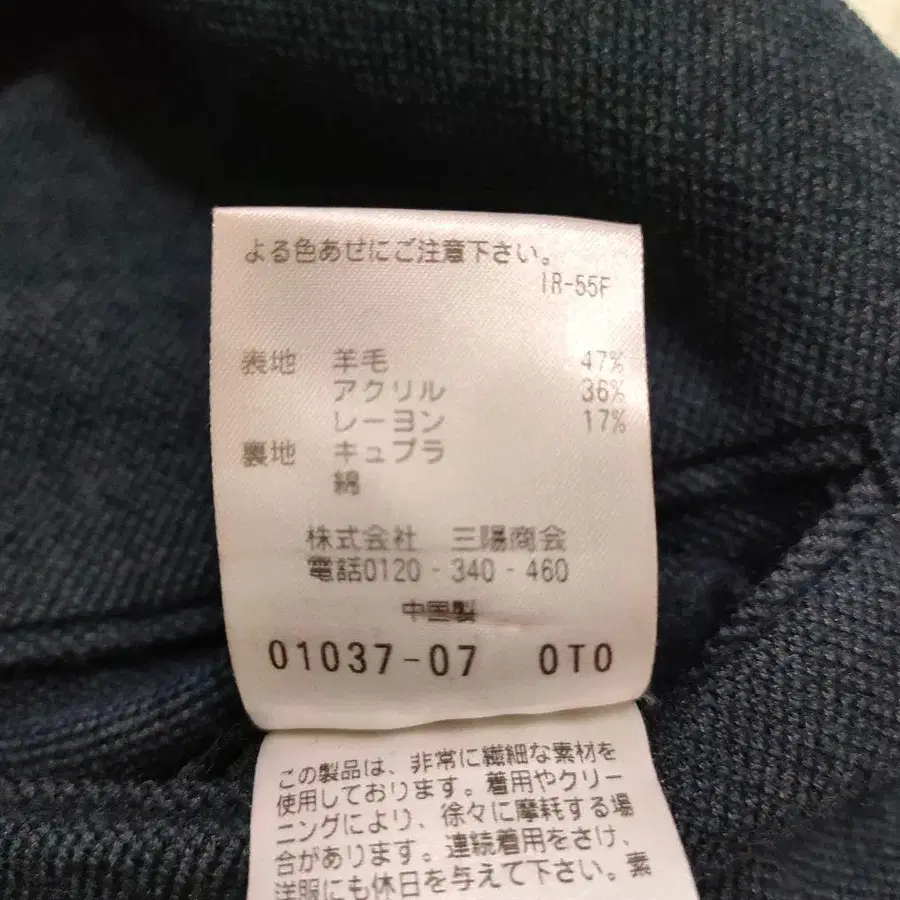 よる色あせにご注意下さい。
IR-55F
表地 羊毛 47%
アクリル 36%
レーヨン 17%
裏地 キュプラ
綿
株式会社 三陽商会
電話0120-340-460
中国製
01037-07 0T0
この製品は、非常に繊細な素材を
使用しております。着用やクリー
ニングにより、徐々に摩耗する場
合があります。連続着用をさけ、
洋服にも休日を与えて下さい。素